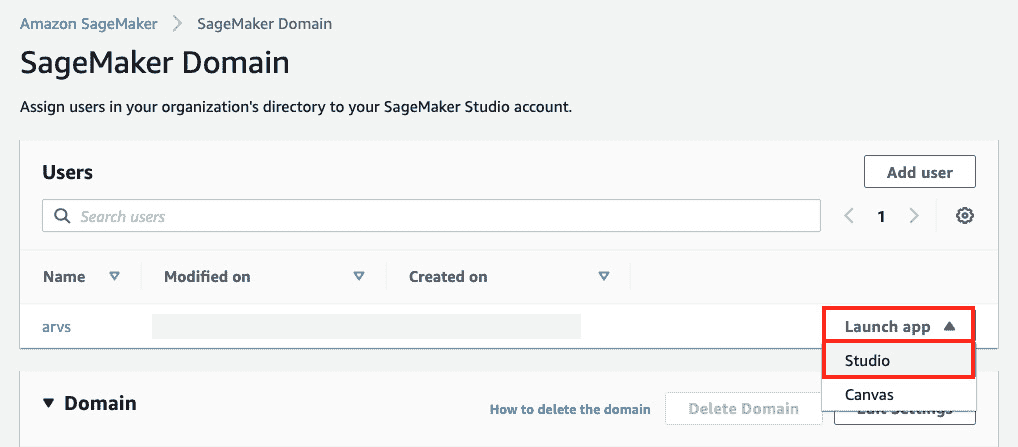 Amazon SageMaker > SageMaker Domain
SageMaker Domain
Assign users in your organization's directory to your SageMaker Studio account.
Users
Add user
Search users
1
Name
Modified on
Created on
arvs
Launch app
Studio
Canvas
Domain
How to delete the domain
Delete Domain
Edit Settings